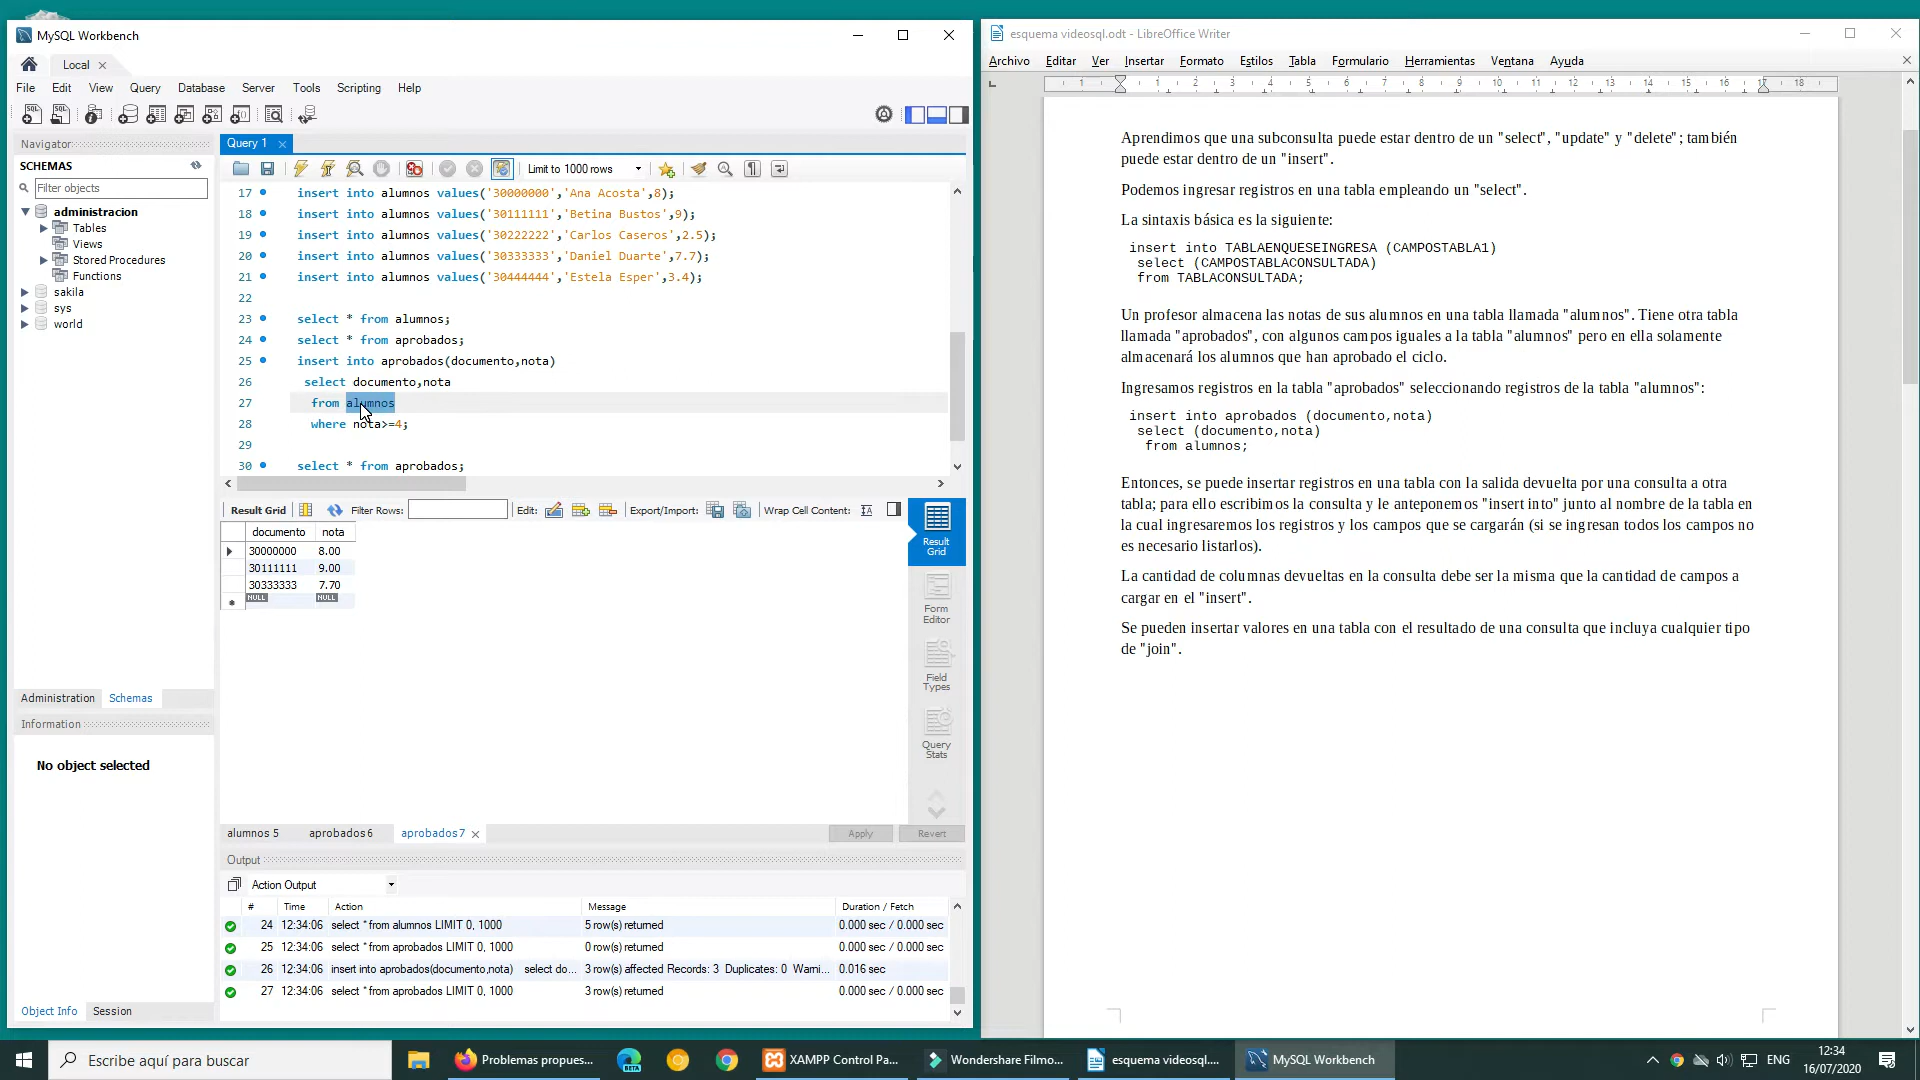 MySQL Workbench
Local
File Edit View Query Database Server Tools Scripting Help
Navigator
SCHEMAS
Filter objects
administracion
Tables
Views
Stored Procedures
Functions
sakila
sys
world
Administration Schemas
Information
No object selected
Object Info Session
Query 1
Limit to 1000 rows
17 insert into alumnos values('30000000','Ana Acosta',8);
18 insert into alumnos values('30111111','Betina Bustos',9);
19 insert into alumnos values('30222222','Carlos Caseros',2.5);
20 insert into alumnos values('30333333','Daniel Duarte',7.7);
21 insert into alumnos values('30444444','Estela Esper',3.4);
22
23 select * from alumnos;
24 select * from aprobados;
25 insert into aprobados(documento,nota)
26 select documento,nota
27 from alumnos
28 where nota>=4;
29
30 select * from aprobados;
Result Grid Filter Rows: Edit: Export/Import: Wrap Cell Content:
documento nota
30000000 8.00
30111111 9.00
30333333 7.70
NULL NULL
Result Grid
Form Editor
Field Types
Query Stats
alumnos 5 aprobados 6 aprobados 7 Apply Revert
Output
Action Output
# Time Action Message Duration / Fetch
24 12:34:06 select * from alumnos LIMIT 0, 1000 5 row(s) returned 0.000 sec / 0.000 sec
25 12:34:06 select * from aprobados LIMIT 0, 1000 0 row(s) returned 0.000 sec / 0.000 sec
26 12:34:06 insert into aprobados(documento,nota) select do... 3 row(s) affected Records: 3 Duplicates: 0 Warni... 0.016 sec
27 12:34:06 select * from aprobados LIMIT 0, 1000 3 row(s) returned 0.000 sec / 0.000 sec
esquema videosql.odt - LibreOffice Writer
Archivo Editar Ver Insertar Formato Estilos Tabla Formulario Herramientas Ventana Ayuda
1 1 2 3 4 5 6 7 8 9 10 11 12 13 14 15 16 17 18
Aprendimos que una subconsulta puede estar dentro de un "select", "update" y "delete"; también
puede estar dentro de un "insert".
Podemos ingresar registros en una tabla empleando un "select".
La sintaxis básica es la siguiente:
insert into TABLAENQUESEINGRESA (CAMPOSTABLA1)
select (CAMPOSTABLACONSULTADA)
from TABLACONSULTADA;
Un profesor almacena las notas de sus alumnos en una tabla llamada "alumnos". Tiene otra tabla
llamada "aprobados", con algunos campos iguales a la tabla "alumnos" pero en ella solamente
almacenará los alumnos que han aprobado el ciclo.
Ingresamos registros en la tabla "aprobados" seleccionando registros de la tabla "alumnos":
insert into aprobados (documento,nota)
select (documento,nota)
from alumnos;
Entonces, se puede insertar registros en una tabla con la salida devuelta por una consulta a otra
tabla; para ello escribimos la consulta y le anteponemos "insert into" junto al nombre de la tabla en
la cual ingresaremos los registros y los campos que se cargarán (si se ingresan todos los campos no
es necesario listarlos).
La cantidad de columnas devueltas en la consulta debe ser la misma que la cantidad de campos a
cargar en el "insert".
Se pueden insertar valores en una tabla con el resultado de una consulta que incluya cualquier tipo
de "join".
Escribe aquí para buscar
Problemas propues...
BETA
XAMPP Control Pa...
Wondershare Filmo...
esquema videosql....
MySQL Workbench
ENG
12:34
16/07/2020